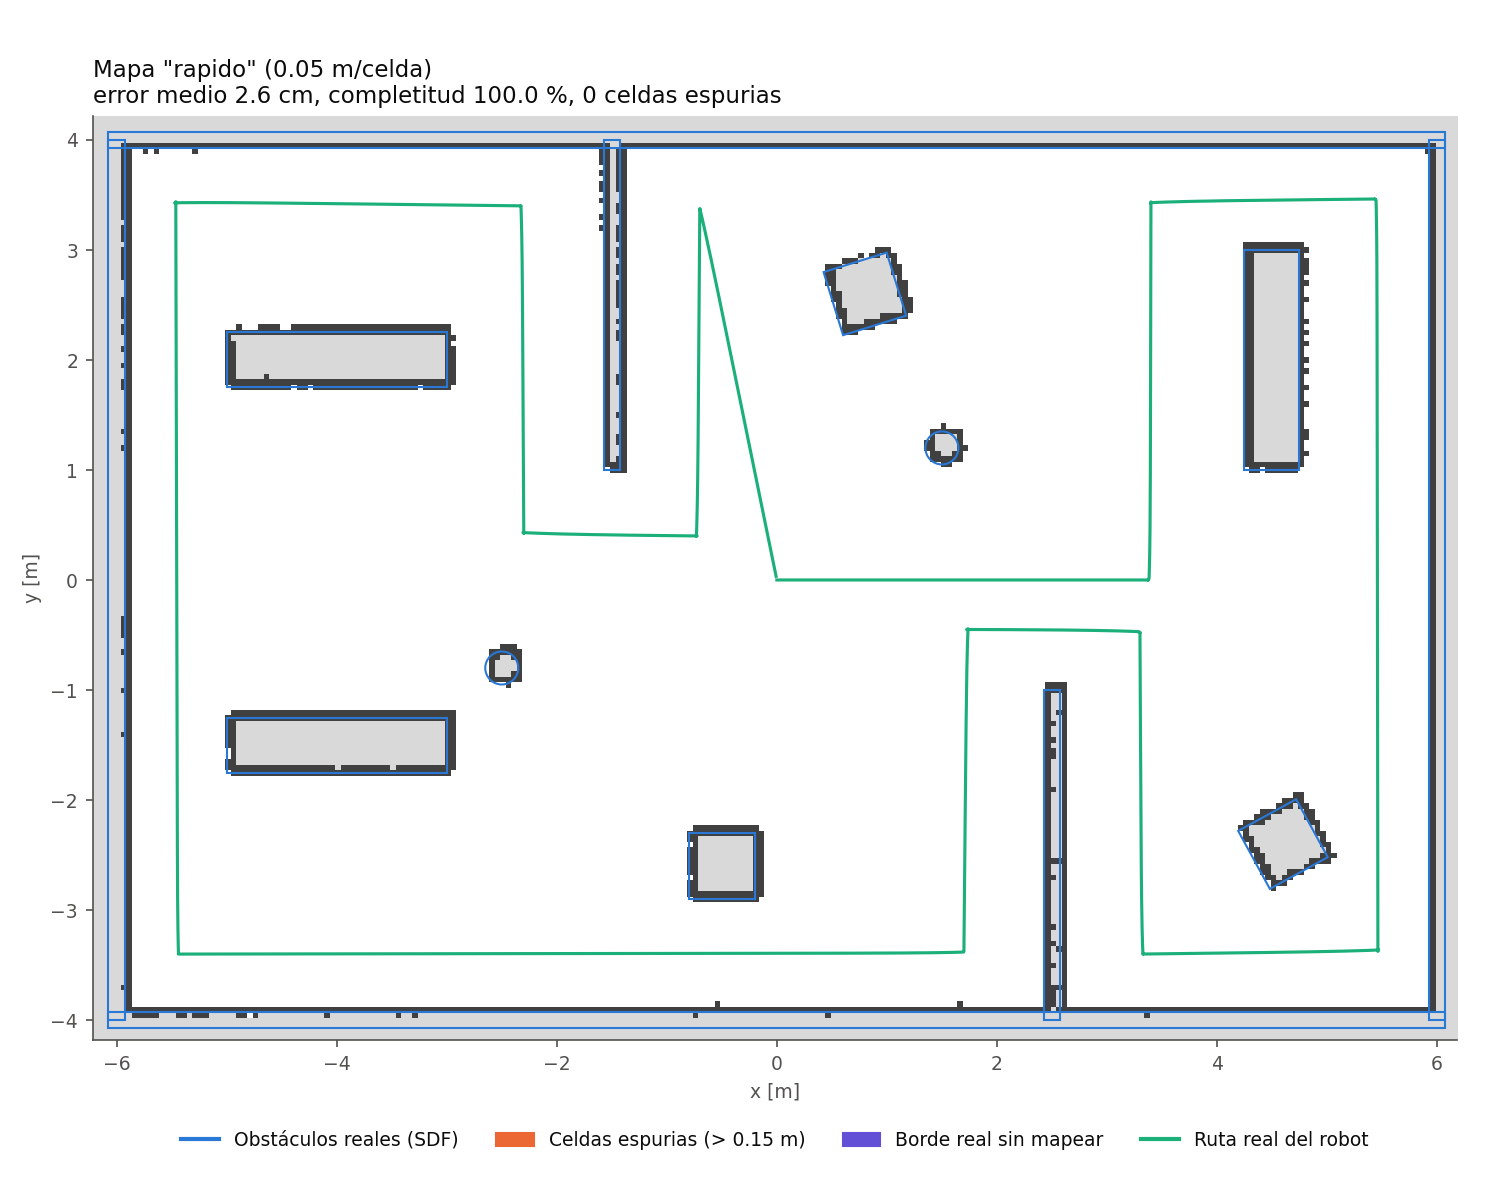 Mapa "rapido" (0.05 m/celda)
error medio 2.6 cm, completitud 100.0 %, 0 celdas espurias
4
3
2
1
0
−1
−2
−3
−4
y [m]
−6
−4
−2
0
2
4
6
x [m]
Obstáculos reales (SDF)
Celdas espurias (> 0.15 m)
Borde real sin mapear
Ruta real del robot